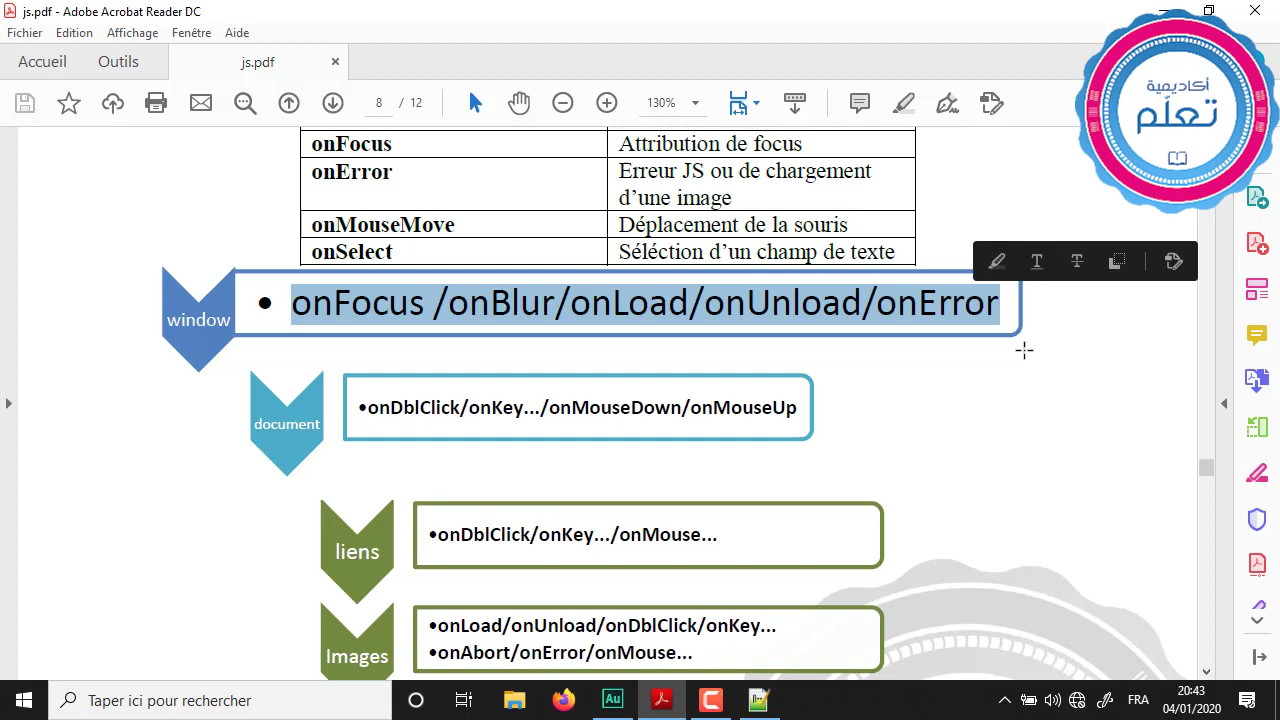 js.pdf - Adobe Acrobat Reader DC
Fichier Edition Affichage Fenêtre Aide
Accueil Outils js.pdf
8 / 12 130%
أكاديمية
تعلّم
onFocus Attribution de focus
onError Erreur JS ou de chargement
d'une image
onMouseMove Déplacement de la souris
onSelect Séléction d'un champ de texte
window • onFocus /onBlur/onLoad/onUnload/onError
document •onDblClick/onKey.../onMouseDown/onMouseUp
liens •onDblClick/onKey.../onMouse...
Images •onLoad/onUnload/onDblClick/onKey...
•onAbort/onError/onMouse...
Taper ici pour rechercher Au FRA 20:43
04/01/2020